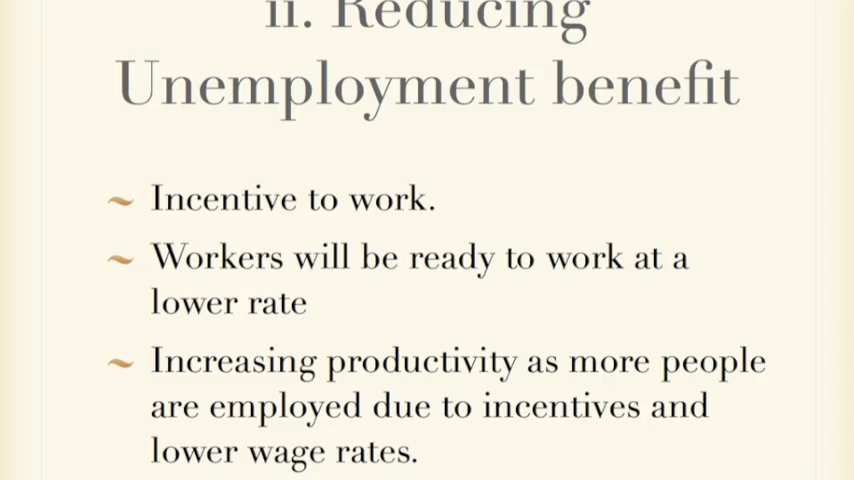 ii. Reducing
Unemployment benefit
~ Incentive to work.
~ Workers will be ready to work at a
lower rate
~ Increasing productivity as more people
are employed due to incentives and
lower wage rates.